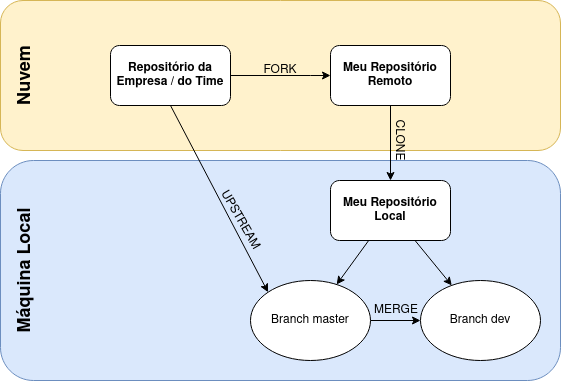 Nuvem
Repositório da
Empresa / do Time
FORK
Meu Repositório
Remoto
CLONE
Máquina Local
UPSTREAM
Meu Repositório
Local
Branch master
MERGE
Branch dev